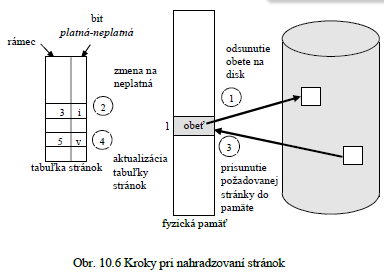 bit
platná-neplatná
rámec
odsunutie
obete na
disk
zmena na
neplatná
1
3 i
2
1
obeť
5 v
4
3
tabuľka stránok
aktualizácia
tabuľky
stránok
prisunutie
požadovanej
stránky do
pamäte
fyzická pamäť
Obr. 10.6 Kroky pri nahradzovaní stránok